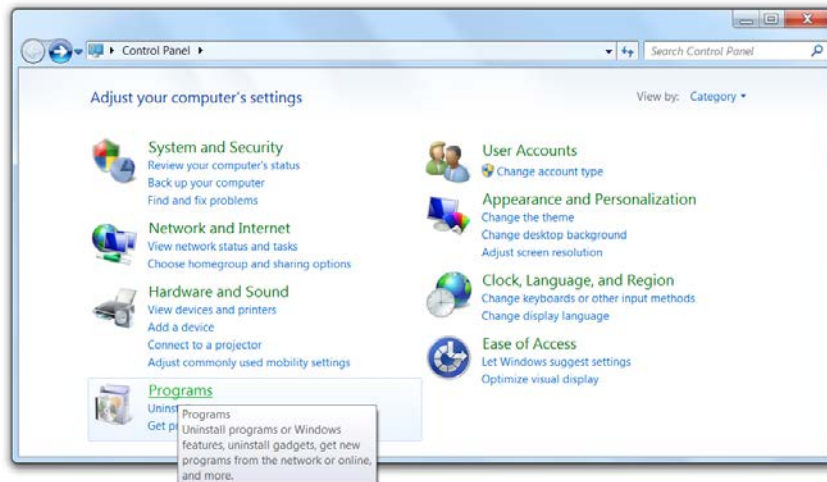 Control Panel
Search Control Panel
Adjust your computer's settings
View by: Category
System and Security
Review your computer's status
Back up your computer
Find and fix problems
Network and Internet
View network status and tasks
Choose homegroup and sharing options
Hardware and Sound
View devices and printers
Add a device
Connect to a projector
Adjust commonly used mobility settings
Programs
Programs
Uninstall programs or Windows
features, uninstall gadgets, get new
programs from the network or online,
and more.
User Accounts
Change account type
Appearance and Personalization
Change the theme
Change desktop background
Adjust screen resolution
Clock, Language, and Region
Change keyboards or other input methods
Change display language
Ease of Access
Let Windows suggest settings
Optimize visual display